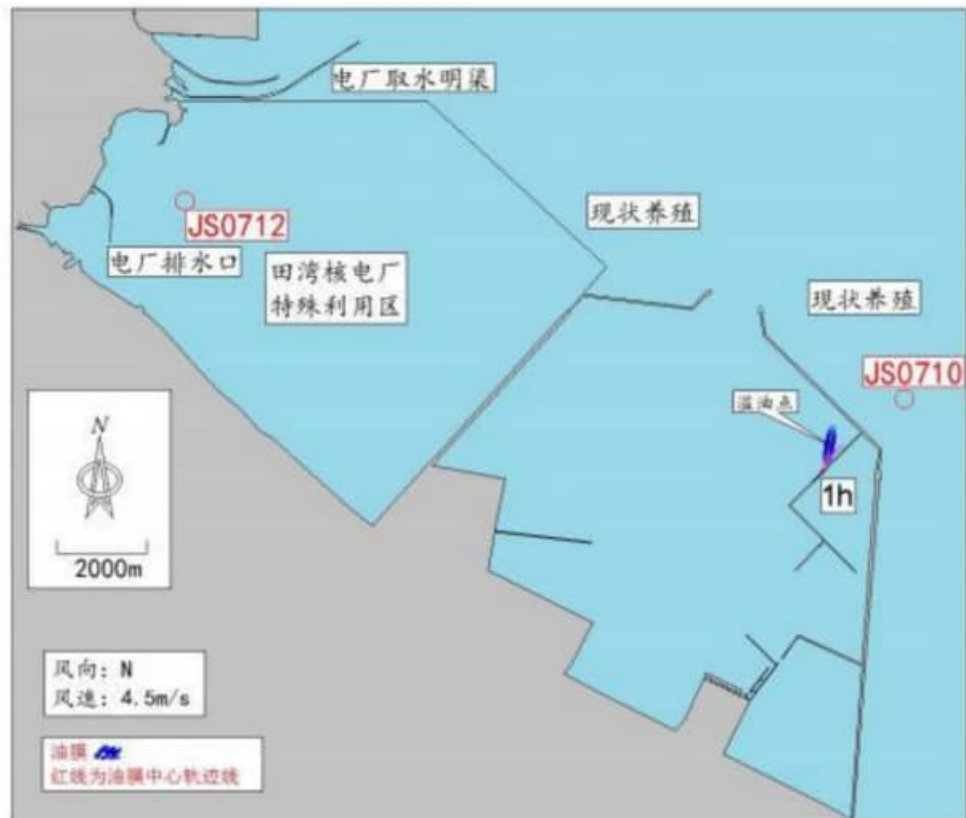 电厂取水明渠
现状养殖
JS0712
电厂排水口
田湾核电厂
特殊利用区
现状养殖
JS0710
溢油点
1h
N
2000m
风向: N
风速: 4.5m/s
油膜
红线为油膜中心轨迹线